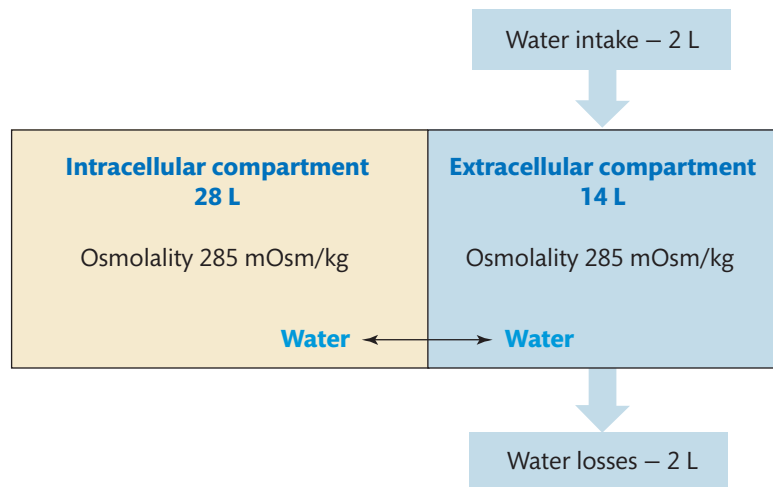 Water intake – 2 L
Intracellular compartment
28 L
Osmolality 285 mOsm/kg
Extracellular compartment
14 L
Osmolality 285 mOsm/kg
Water
Water
Water losses – 2 L